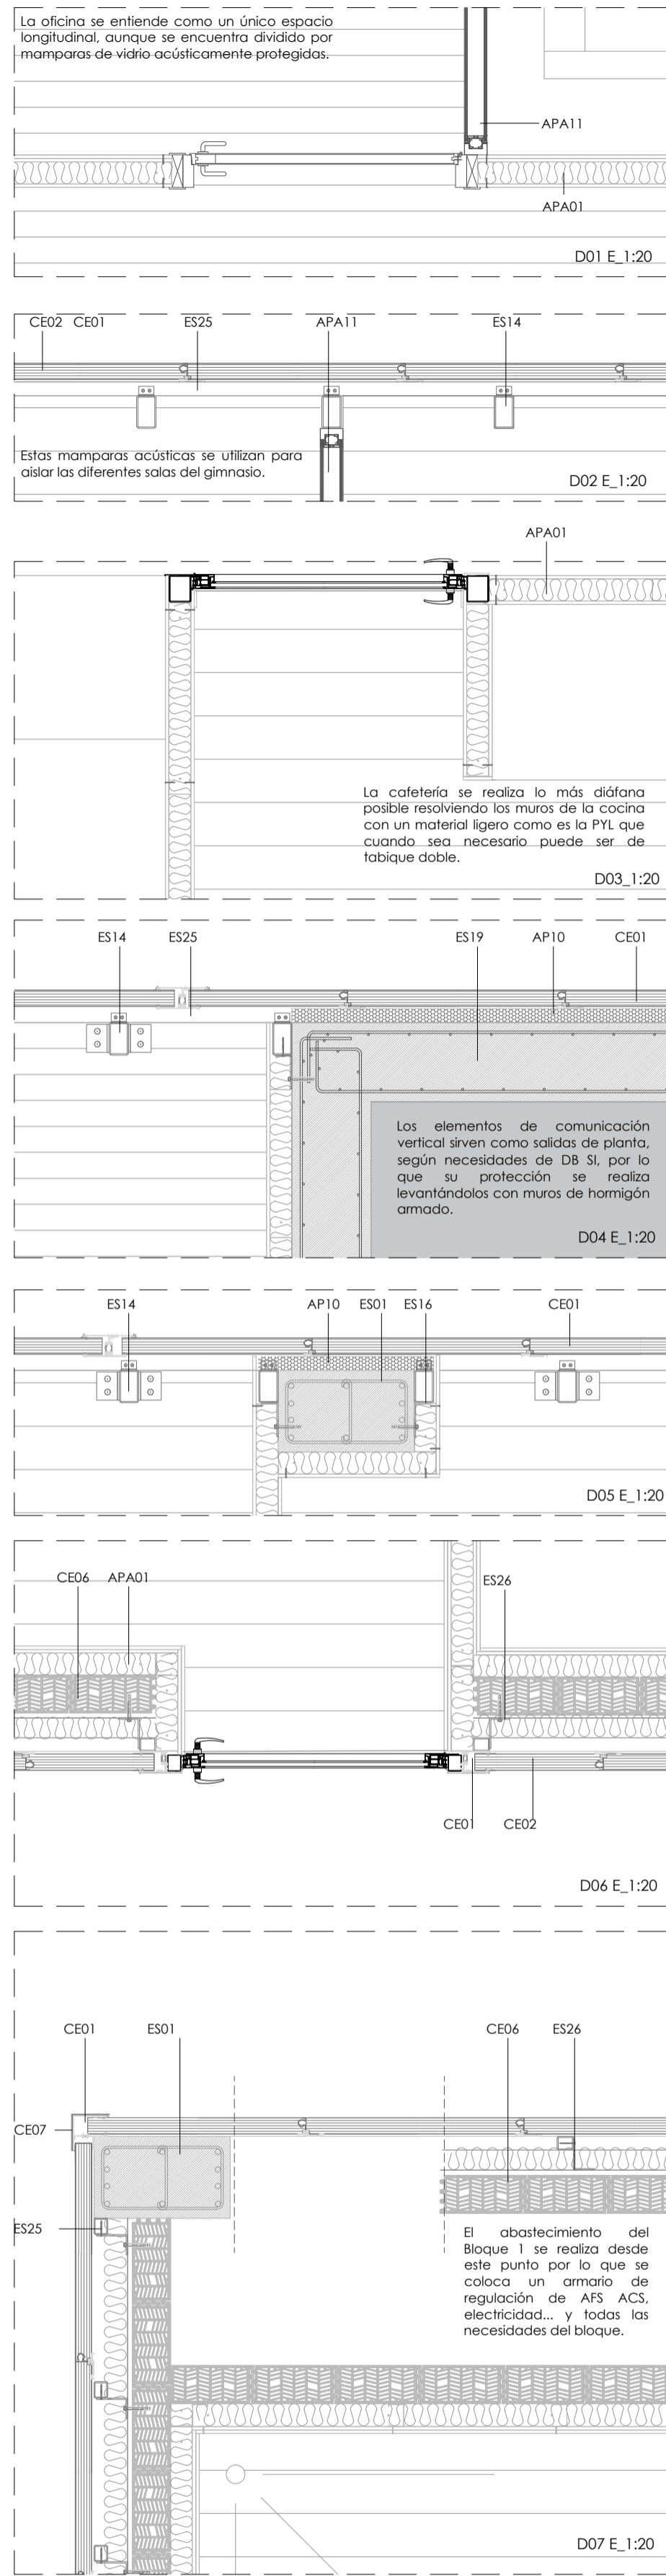 La oficina se entiende como un único espacio
longitudinal, aunque se encuentra dividido por
mamparas de vidrio acústicamente protegidas.
APA11
APA01
D01 E_1:20
CE02 CE01 ES25 APA11 ES14
Estas mamparas acústicas se utilizan para
aislar las diferentes salas del gimnasio.
D02 E_1:20
APA01
La cafetería se realiza lo más diáfana
posible resolviendo los muros de la cocina
con un material ligero como es la PYL que
cuando sea necesario puede ser de
tabique doble.
D03_1:20
ES14 ES25 ES19 AP10 CE01
Los elementos de comunicación
vertical sirven como salidas de planta,
según necesidades de DB SI, por lo
que su protección se realiza
levantándolos con muros de hormigón
armado.
D04 E_1:20
ES14 AP10 ES01 ES16 CE01
D05 E_1:20
CE06 APA01 ES26
CE01 CE02
D06 E_1:20
CE01 ES01 CE06 ES26
CE07
ES25
El abastecimiento del
Bloque 1 se realiza desde
este punto por lo que se
coloca un armario de
regulación de AFS ACS,
electricidad... y todas las
necesidades del bloque.
D07 E_1:20